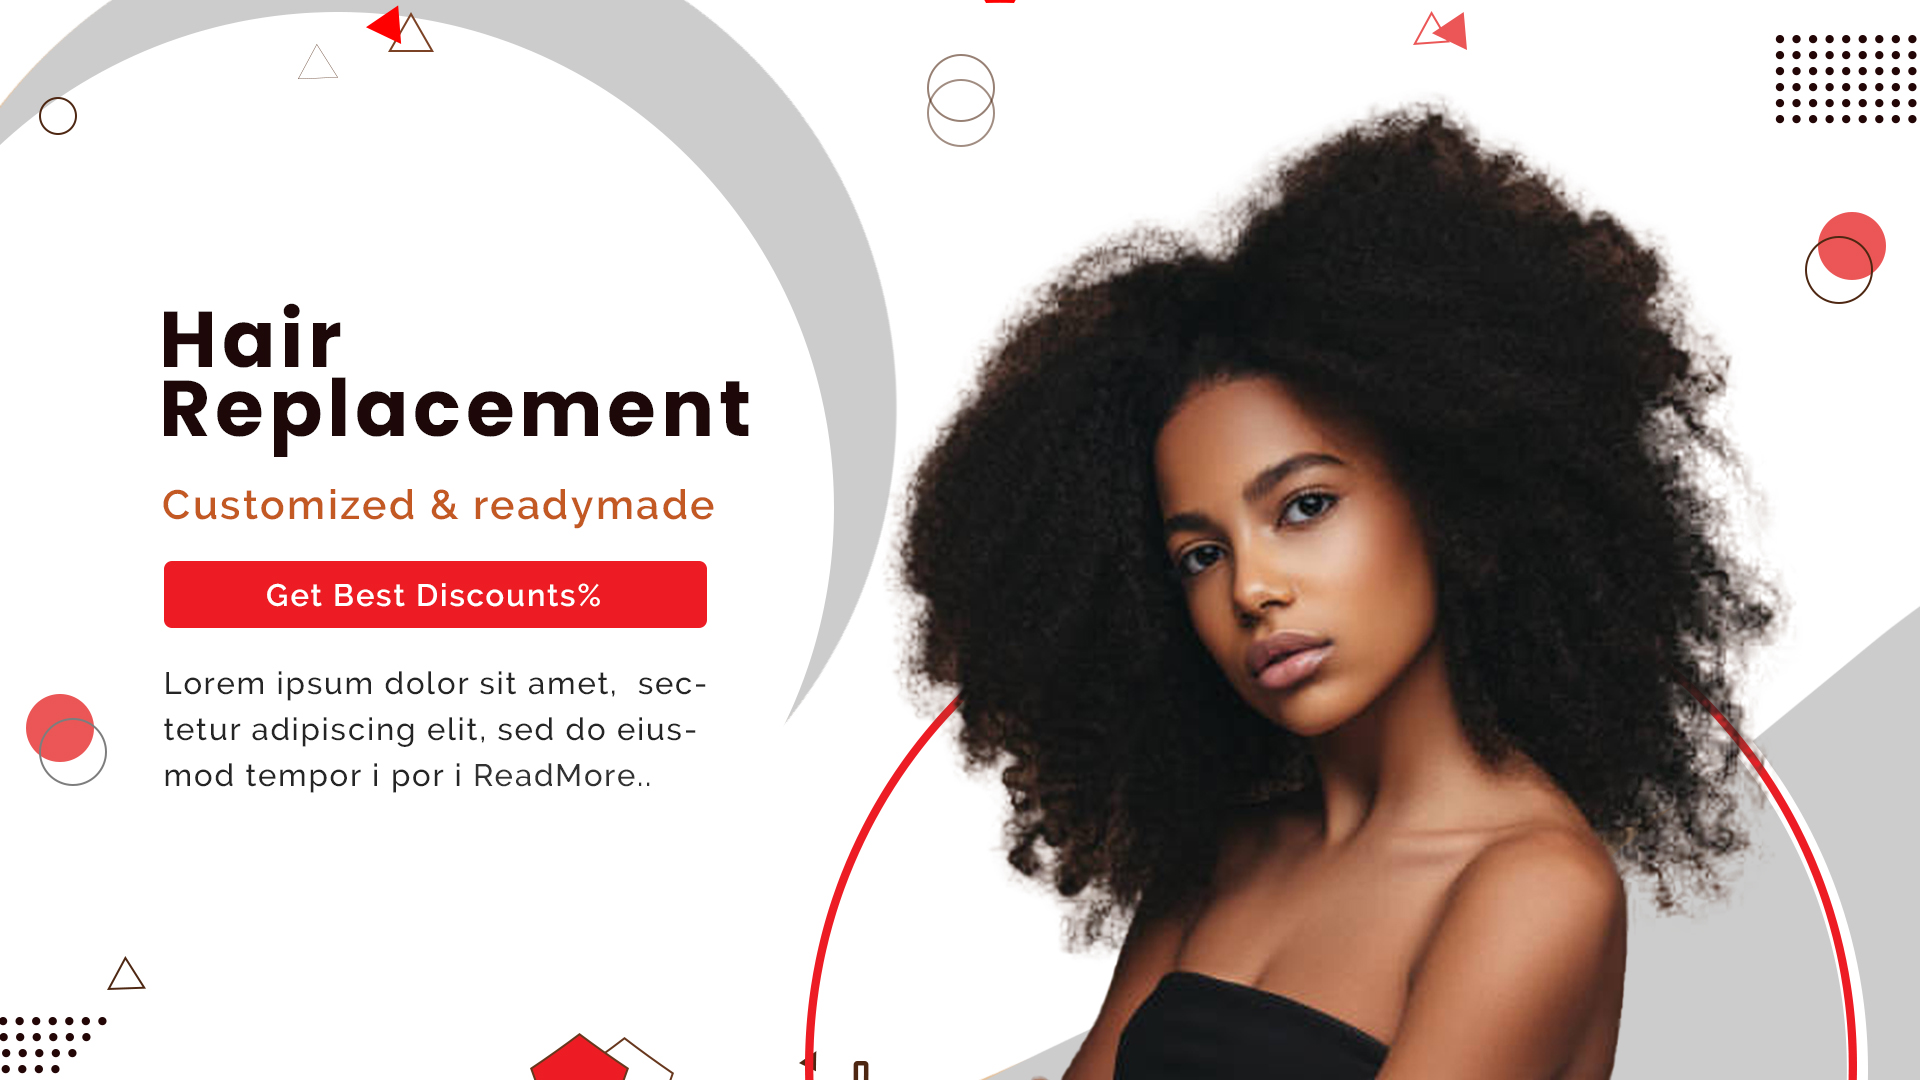 Hair
Replacement
Customized & readymade
Get Best Discounts%
Lorem ipsum dolor sit amet,  sec-
tetur adipiscing elit, sed do eius-
mod tempor i por i ReadMore..